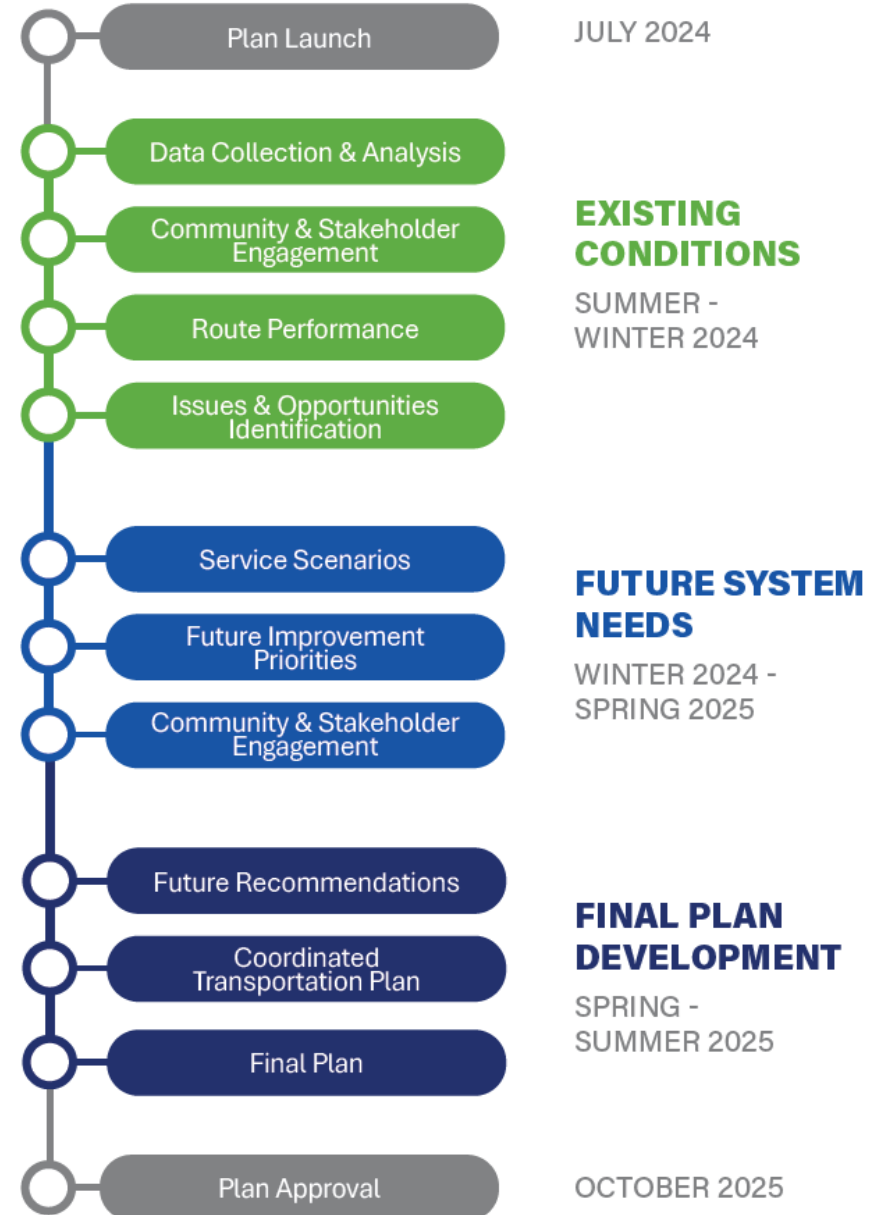 Plan Launch
JULY 2024
Data Collection & Analysis
Community & Stakeholder
Engagement
Route Performance
Issues & Opportunities
Identification
EXISTING
CONDITIONS
SUMMER -
WINTER 2024
Service Scenarios
Future Improvement
Priorities
Community & Stakeholder
Engagement
FUTURE SYSTEM
NEEDS
WINTER 2024 -
SPRING 2025
Future Recommendations
Coordinated
Transportation Plan
Final Plan
FINAL PLAN
DEVELOPMENT
SPRING -
SUMMER 2025
Plan Approval
OCTOBER 2025